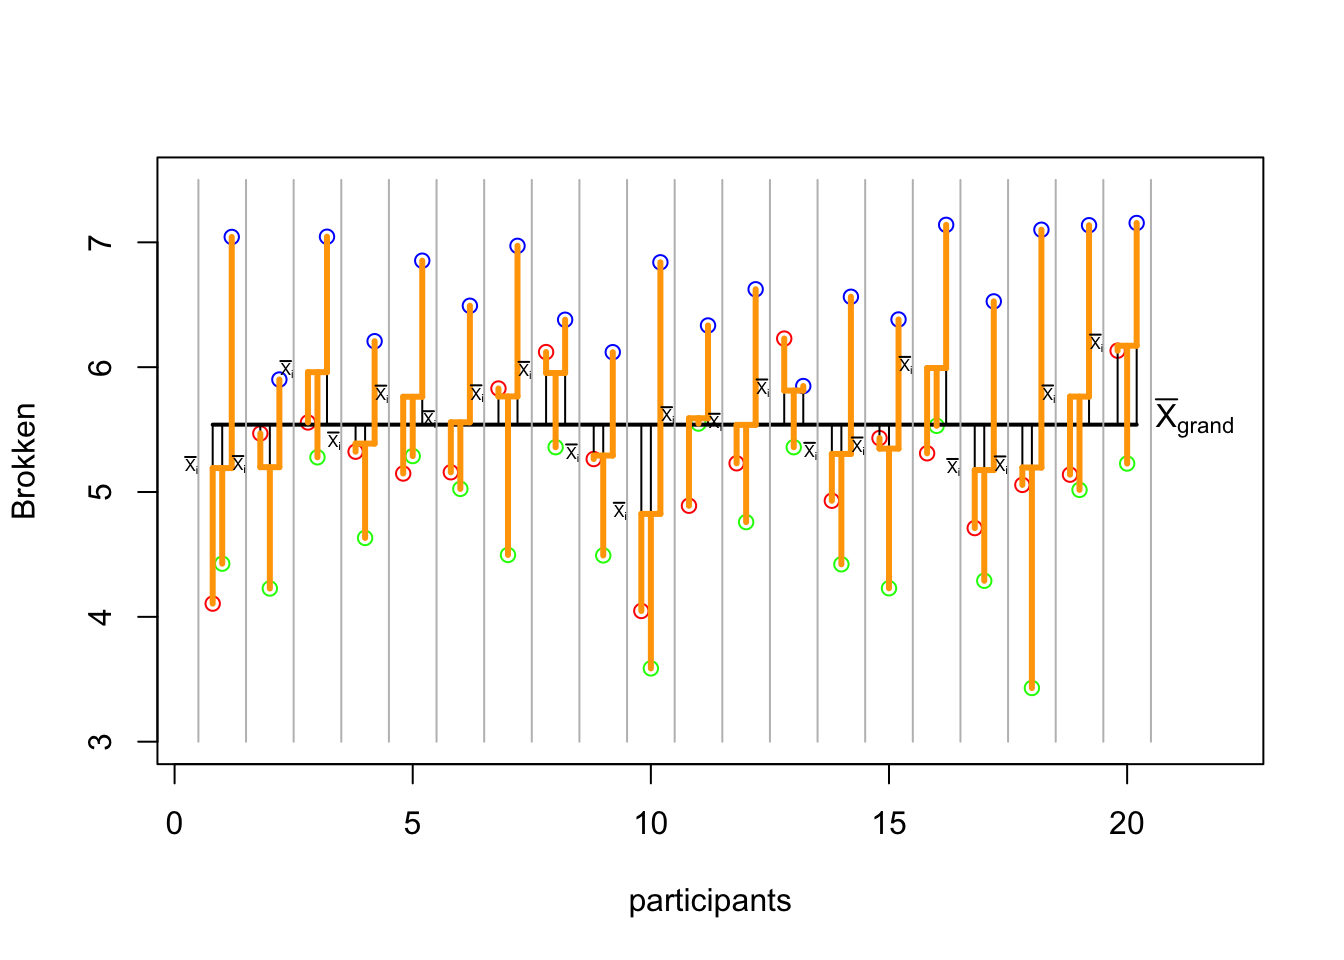 Brokken
7
6
5
4
3
X̄i X̄i X̄i X̄i X̄i X̄i X̄i X̄i X̄i X̄i X̄i X̄i X̄i X̄i X̄i X̄i X̄i X̄i X̄i X̄i
X̄grand
0 5 10 15 20
participants